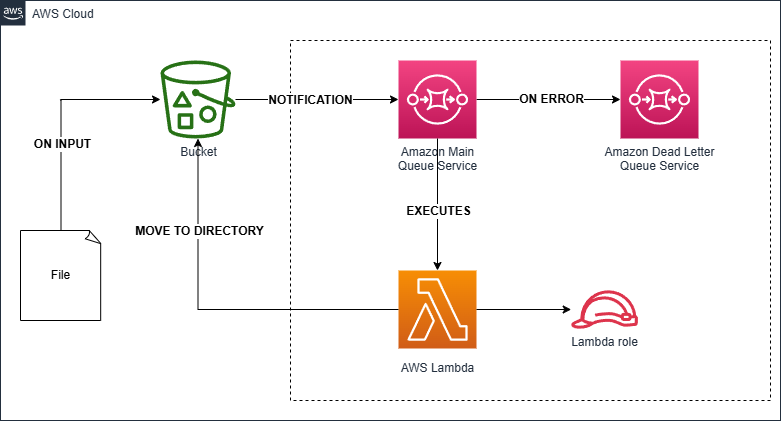 aws
AWS Cloud
Bucket
NOTIFICATION
Amazon Main
Queue Service
ON ERROR
Amazon Dead Letter
Queue Service
ON INPUT
File
MOVE TO DIRECTORY
EXECUTES
AWS Lambda
Lambda role